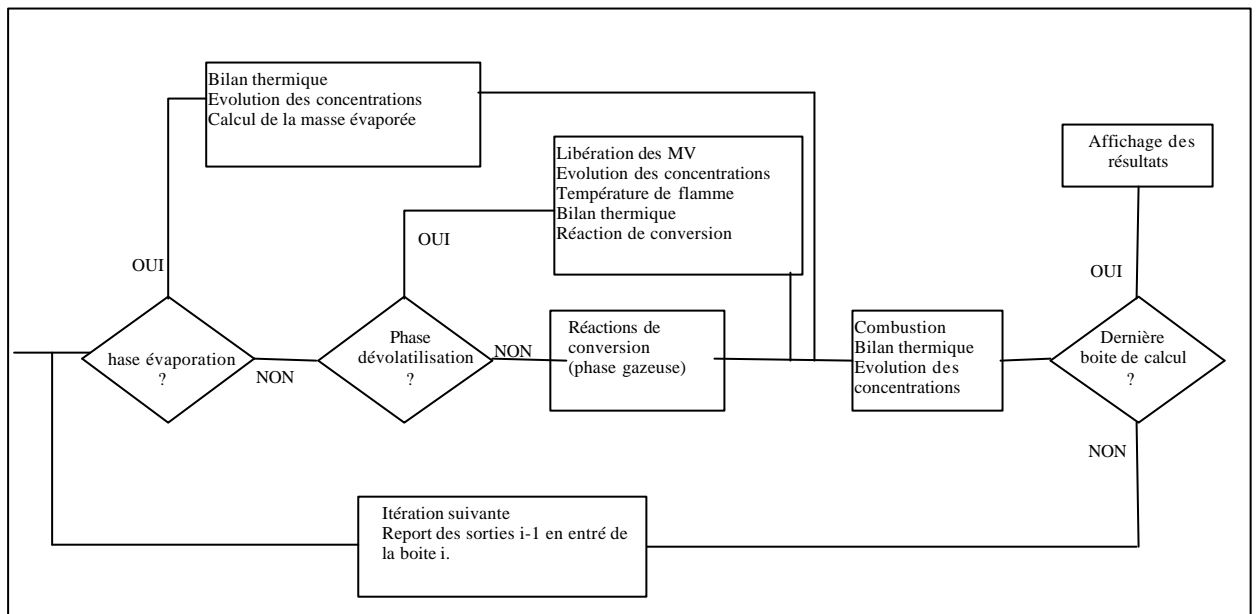 Bilan thermique
Evolution des concentrations
Calcul de la masse évaporée
Libération des MV
Evolution des concentrations
Température de flamme
Bilan thermique
Réaction de conversion
Affichage des
résultats
OUI
OUI
OUI
hase évaporation
?
NON
Phase
dévolatilisation
?
NON
Réactions de
conversion
(phase gazeuse)
Combustion
Bilan thermique
Evolution des
concentrations
Dernière
boite de calcul
?
NON
Itération suivante
Report des sorties i-1 en entré de
la boite i.